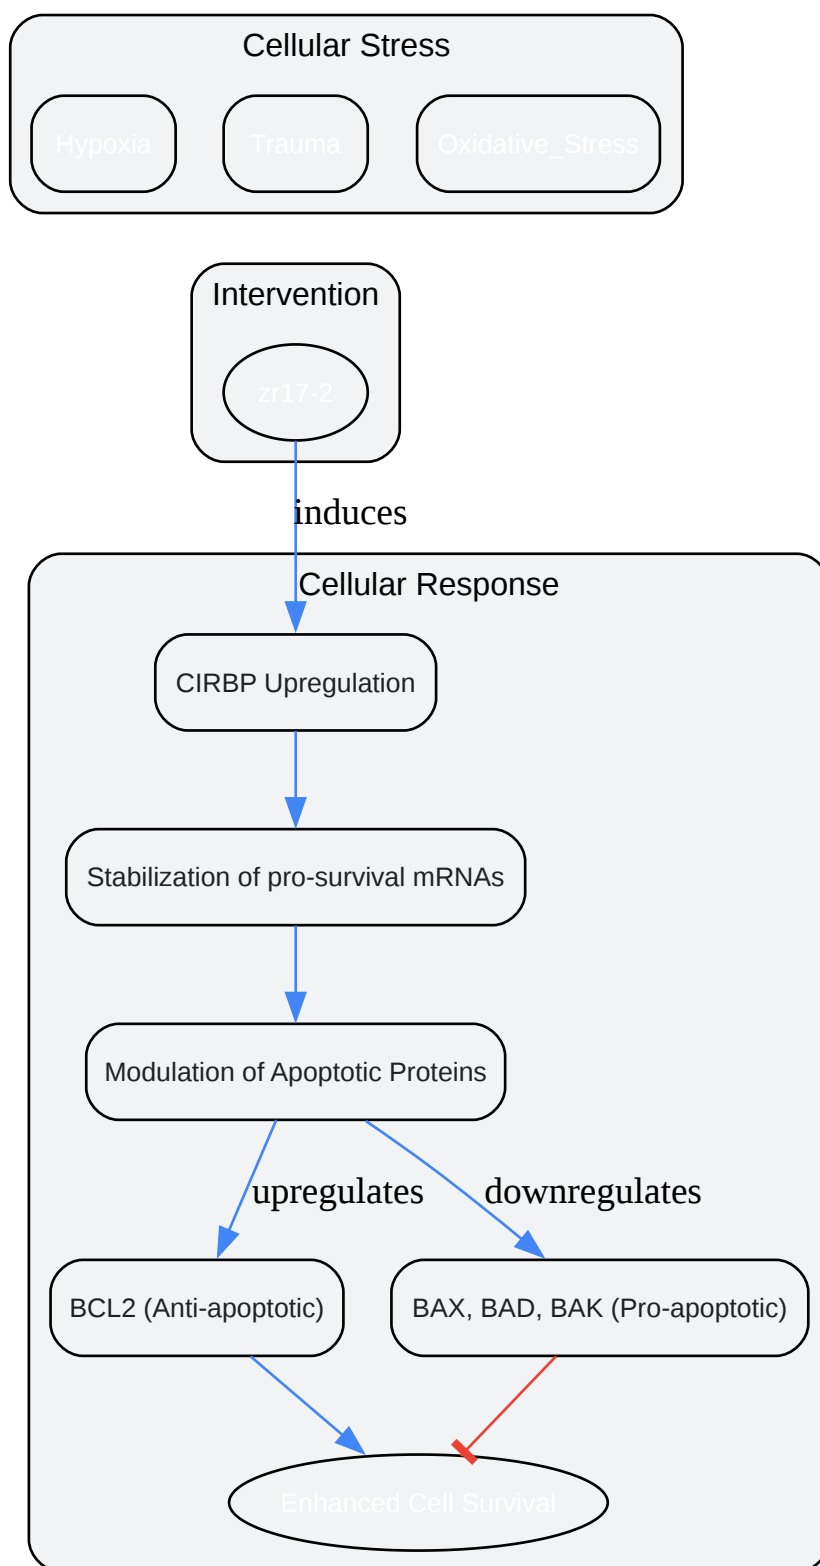 Cellular Stress
Hypoxia
Trauma
Oxidative_Stress
Intervention
zr17-2
induces
Cellular Response
CIRBP Upregulation
Stabilization of pro-survival mRNAs
Modulation of Apoptotic Proteins
upregulates
downregulates
BCL2 (Anti-apoptotic)
BAX, BAD, BAK (Pro-apoptotic)
Enhanced Cell Survival